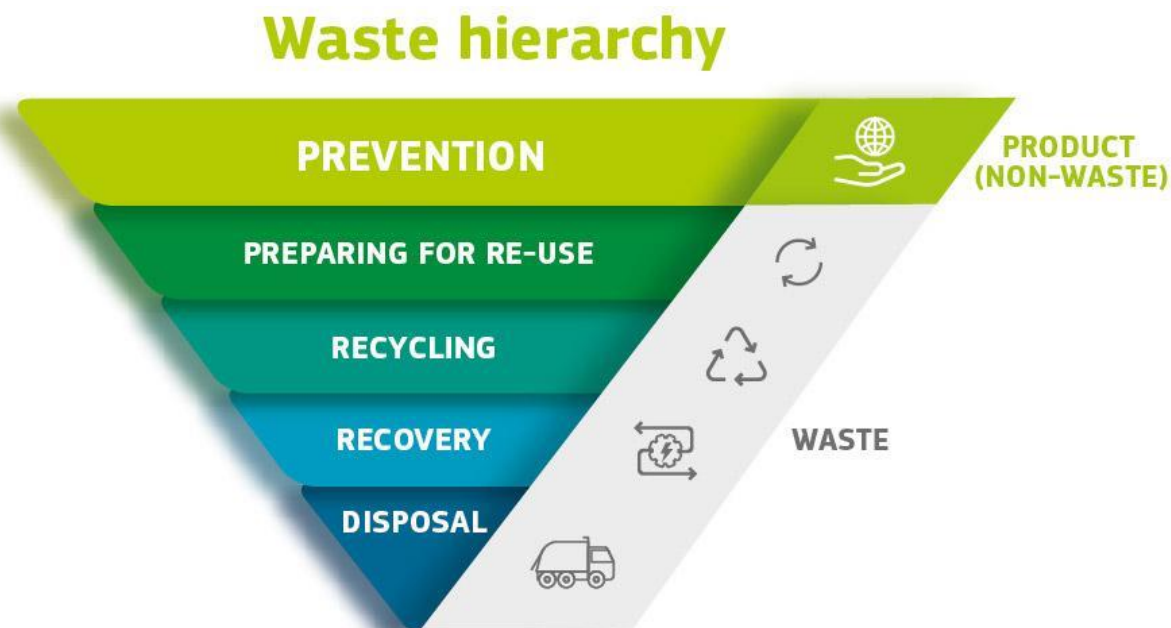 Waste hierarchy
PREVENTION
PRODUCT
(NON-WASTE)
PREPARING FOR RE-USE
RECYCLING
RECOVERY
WASTE
DISPOSAL